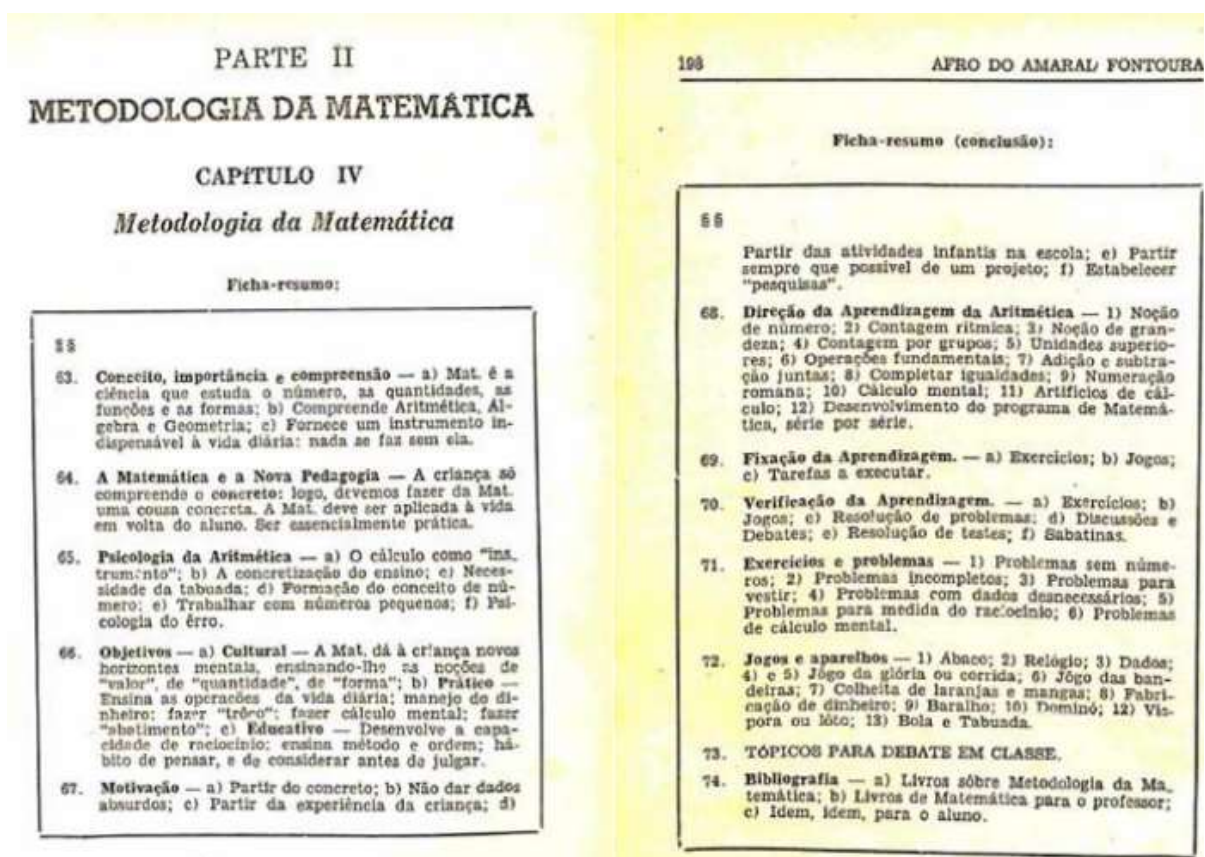 PARTE II
METODOLOGIA DA MATEMÁTICA
CAPÍTULO IV
Metodologia da Matemática
Ficha-resumo:
§ §
63. Conceito, importância e compreensão — a) Mat. é a
ciência que estuda o número, as quantidades, as
funções e as formas; b) Compreende Aritmética, Ál-
gebra e Geometria; c) Fornece um instrumento in-
dispensável à vida diária: nada se faz sem ela.
64. A Matemática e a Nova Pedagogia — A criança só
compreende o concreto: logo, devemos fazer da Mat.
uma cousa concreta. A Mat. deve ser aplicada à vida
em volta do aluno. Ser essencialmente prática.
65. Psicologia da Aritmética — a) O cálculo como "ins.
trumento"; b) A concretização do ensino; c) Neces-
sidade da tabuada; d) Formação do conceito de nú-
mero; e) Trabalhar com números pequenos; f) Psi-
cologia do êrro.
66. Objetivos — a) Cultural — A Mat. dá à criança novos
horizontes mentais, ensinando-lhe as noções de
"valor", de "quantidade", de "forma"; b) Prático —
Ensina as operações da vida diária; manejo do di-
nheiro; fazer "trôco"; fazer cálculo mental; fazer
"abatimento"; c) Educativo — Desenvolve a capa-
cidade de raciocínio; ensina método e ordem; há-
bito de pensar, e de considerar antes de julgar.
67. Motivação — a) Partir do concreto; b) Não dar dados
absurdos; c) Partir da experiência da criança; d)
198 AFRO DO AMARAL FONTOURA
Ficha-resumo (conclusão):
§ §
Partir das atividades infantis na escola; e) Partir
sempre que possível de um projeto; f) Estabelecer
"pesquisas".
68. Direção da Aprendizagem da Aritmética — 1) Noção
de número; 2) Contagem rítmica; 3) Noção de gran-
deza; 4) Contagem por grupos; 5) Unidades superio-
res; 6) Operações fundamentais; 7) Adição e subtra-
ção juntas; 8) Completar igualdades; 9) Numeração
romana; 10) Cálculo mental; 11) Artifícios de cál-
culo; 12) Desenvolvimento do programa de Matemá-
tica, série por série.
69. Fixação da Aprendizagem. — a) Exercícios; b) Jogos;
c) Tarefas a executar.
70. Verificação da Aprendizagem. — a) Exercícios; b)
Jogos; c) Resolução de problemas; d) Discussões e
Debates; e) Resolução de testes; f) Sabatinas.
71. Exercícios e problemas — 1) Problemas sem núme-
ros; 2) Problemas incompletos; 3) Problemas para
vestir; 4) Problemas com dados desnecessários; 5)
Problemas para medida do raciocínio; 6) Problemas
de cálculo mental.
72. Jogos e aparelhos — 1) Ábaco; 2) Relógio; 3) Dados;
4) e 5) Jôgo da glória ou corrida; 6) Jôgo das ban-
deiras; 7) Colheita de laranjas e mangas; 8) Fabri-
cação de dinheiro; 9) Baralho; 10) Dominó; 12) Vís-
pora ou lôto; 13) Bola e Tabuada.
73. TÓPICOS PARA DEBATE EM CLASSE.
74. Bibliografia — a) Livros sôbre Metodologia da Ma.
temática; b) Livros de Matemática para o professor;
c) Idem, idem, para o aluno.